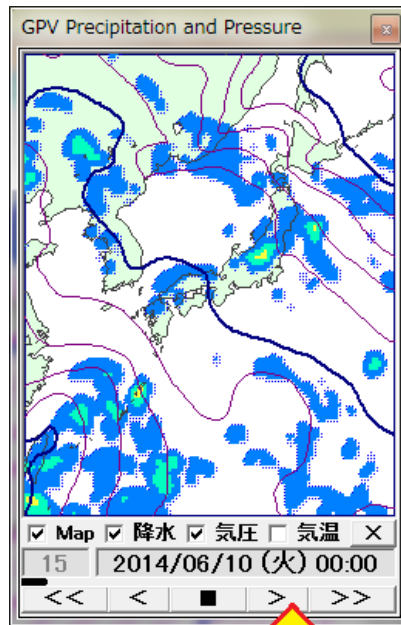 GPV Precipitation and Pressure x
Map 降水 気圧 気温 X
15 2014/06/10 (火) 00:00
<< < ■ > >>